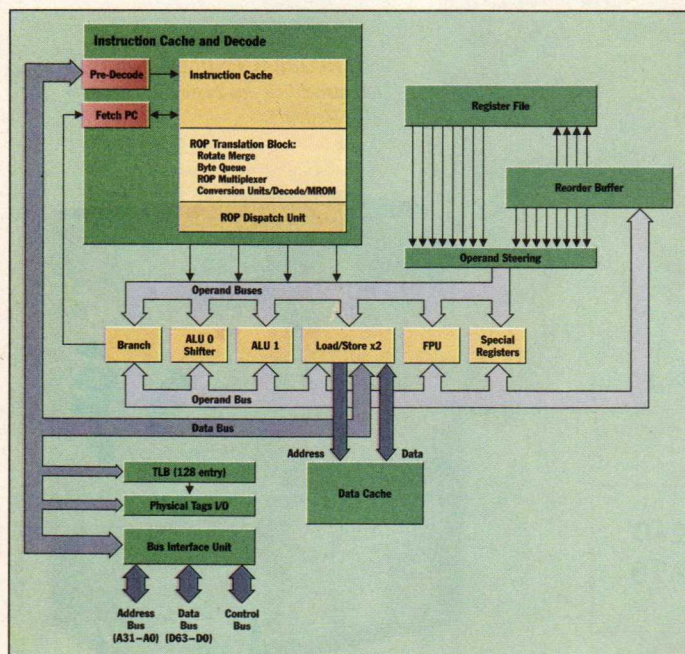 Instruction Cache and Decode
Pre-Decode
Instruction Cache
Fetch PC
ROP Translation Block:
Rotate Merge
Byte Queue
ROP Multiplexer
Conversion Units/Decode/MROM
ROP Dispatch Unit
Register File
Reorder Buffer
Operand Steering
Operand Buses
Branch
ALU 0
Shifter
ALU 1
Load/Store x2
FPU
Special
Registers
Operand Bus
Data Bus
Address
Data
TLB (128 entry)
Physical Tags I/O
Data Cache
Bus Interface Unit
Address
Bus
(A31–A0)
Data
Bus
(D63–D0)
Control
Bus